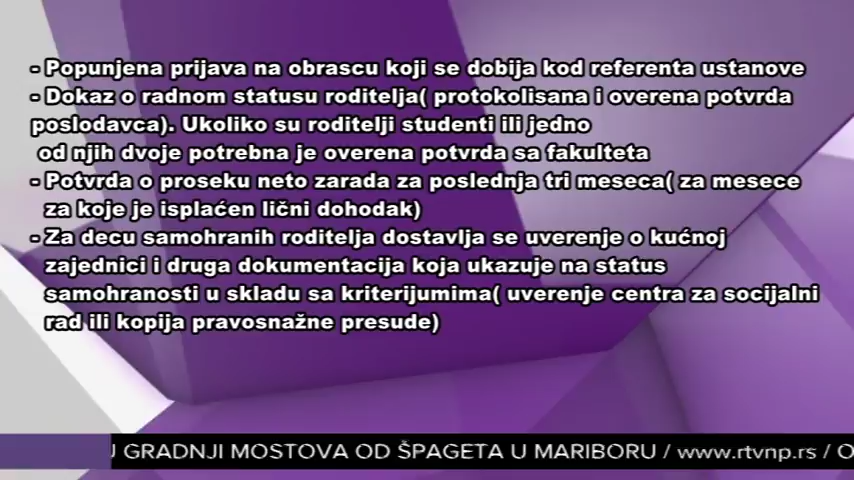 - Popunjena prijava na obrascu koji se dobija kod referenta ustanove
- Dokaz o radnom statusu roditelja( protokolisana i overena potvrda
poslodavca). Ukoliko su roditelji studenti ili jedno
od njih dvoje potrebna je overena potvrda sa fakulteta
- Potvrda o proseku neto zarada za poslednja tri meseca( za mesece
za koje je isplaćen lični dohodak)
- Za decu samohranih roditelja dostavlja se uverenje o kućnoj
zajednici i druga dokumentacija koja ukazuje na status
samohranosti u skladu sa kriterijumima( uverenje centra za socijalni
rad ili kopija pravosnažne presude)
U GRADNJI MOSTOVA OD ŠPAGETA U MARIBORU / www.rtvnp.rs / O